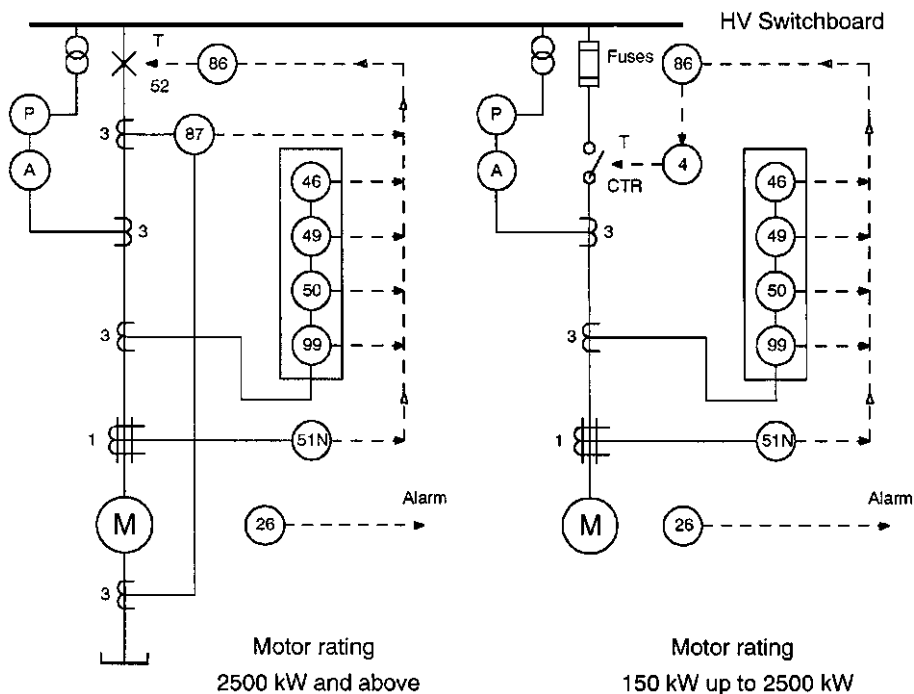 HV Switchboard
T
86
52
P
3
87
A
46
49
3
50
3
99
1
51N
M
26
Alarm
3
Motor rating
2500 kW and above
Fuses
86
P
T
4
A
CTR
46
3
49
50
3
99
1
51N
M
26
Alarm
Motor rating
150 kW up to 2500 kW